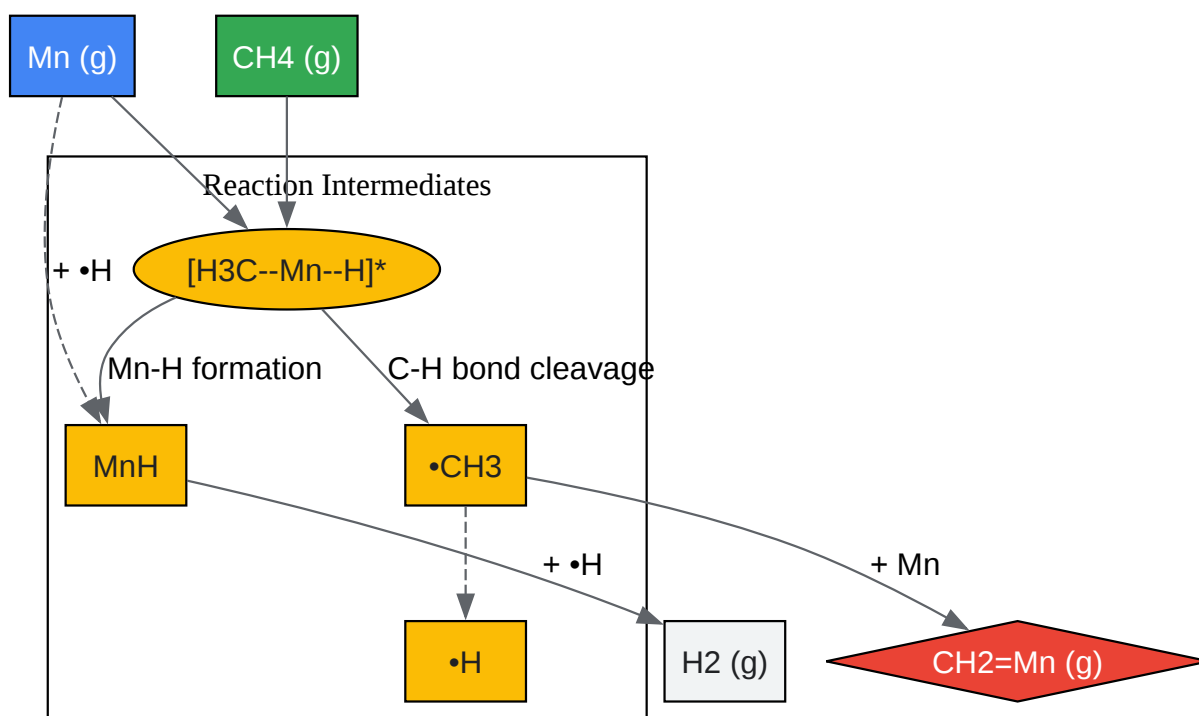 Mn (g)
CH4 (g)
Reaction Intermediates
+ •H
[H3C--Mn--H]*
Mn-H formation
C-H bond cleavage
MnH
•CH3
+ •H
+ Mn
•H
H2 (g)
CH2=Mn (g)